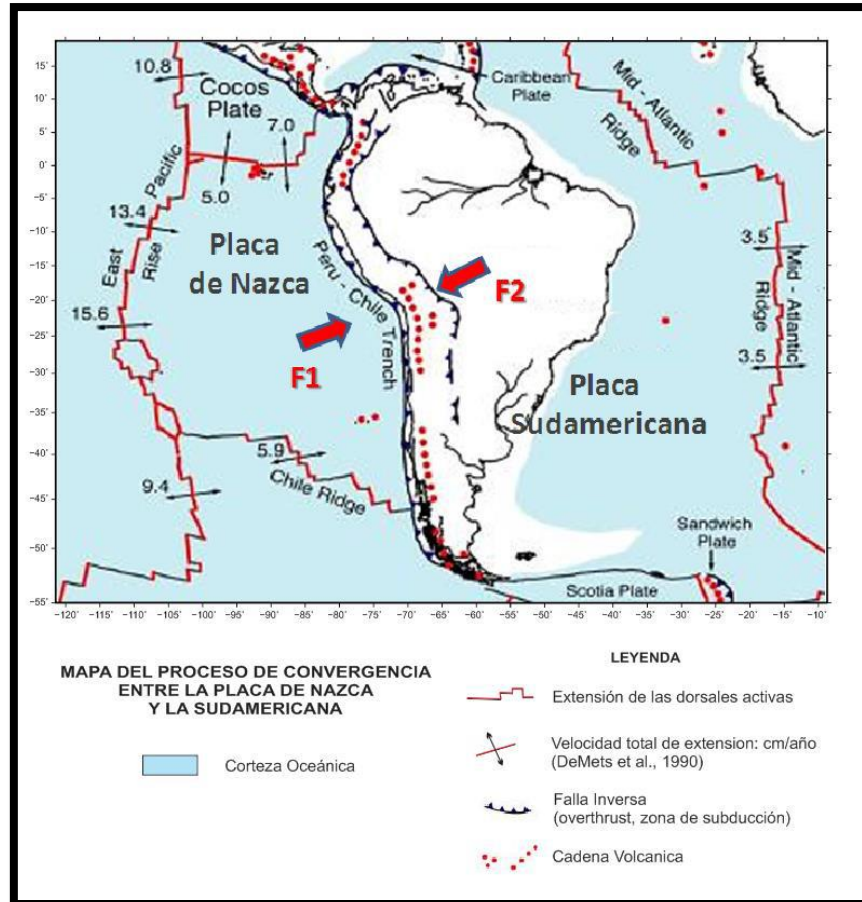 10.8
Cocos
Plate
7.0
Caribbean
Plate
Mid - Atlantic
Ridge
Pacific
5.0
13.4
East
Rise
15.6
Placa
de Nazca
Peru - Chile
Trench
F1
F2
3.5
Mid - Atlantic
Ridge
3.5
Placa
Sudamericana
5.9
Chile Ridge
9.4
Sandwich
Plate
Scotia Plate
15°
10°
5°
0°
−5°
−10°
−15°
−20°
−25°
−30°
−35°
−40°
−45°
−50°
−55°
−120° −115° −110° −105° −100° −95° −90° −85° −80° −75° −70° −65° −60° −55° −50° −45° −40° −35° −30° −25° −20° −15° −10°
MAPA DEL PROCESO DE CONVERGENCIA
ENTRE LA PLACA DE NAZCA
Y LA SUDAMERICANA
Corteza Oceánica
LEYENDA
Extensión de las dorsales activas
Velocidad total de extension: cm/año
(DeMets et al., 1990)
Falla Inversa
(overthrust, zona de subducción)
Cadena Volcanica